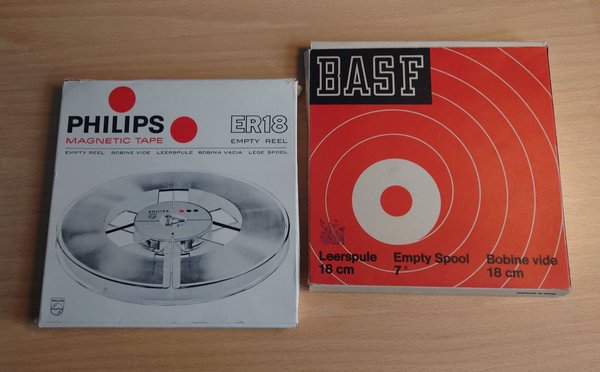 PHILIPS
MAGNETIC TAPE
ER18
EMPTY REEL
EMPTY REEL BOBINE VIDE LEERSPULE BOBINA VACIA LEGE SPOEL
PHILIPS
PHILIPS
BASF
Leerspule Empty Spool Bobine vide
18 cm 7" 18 cm